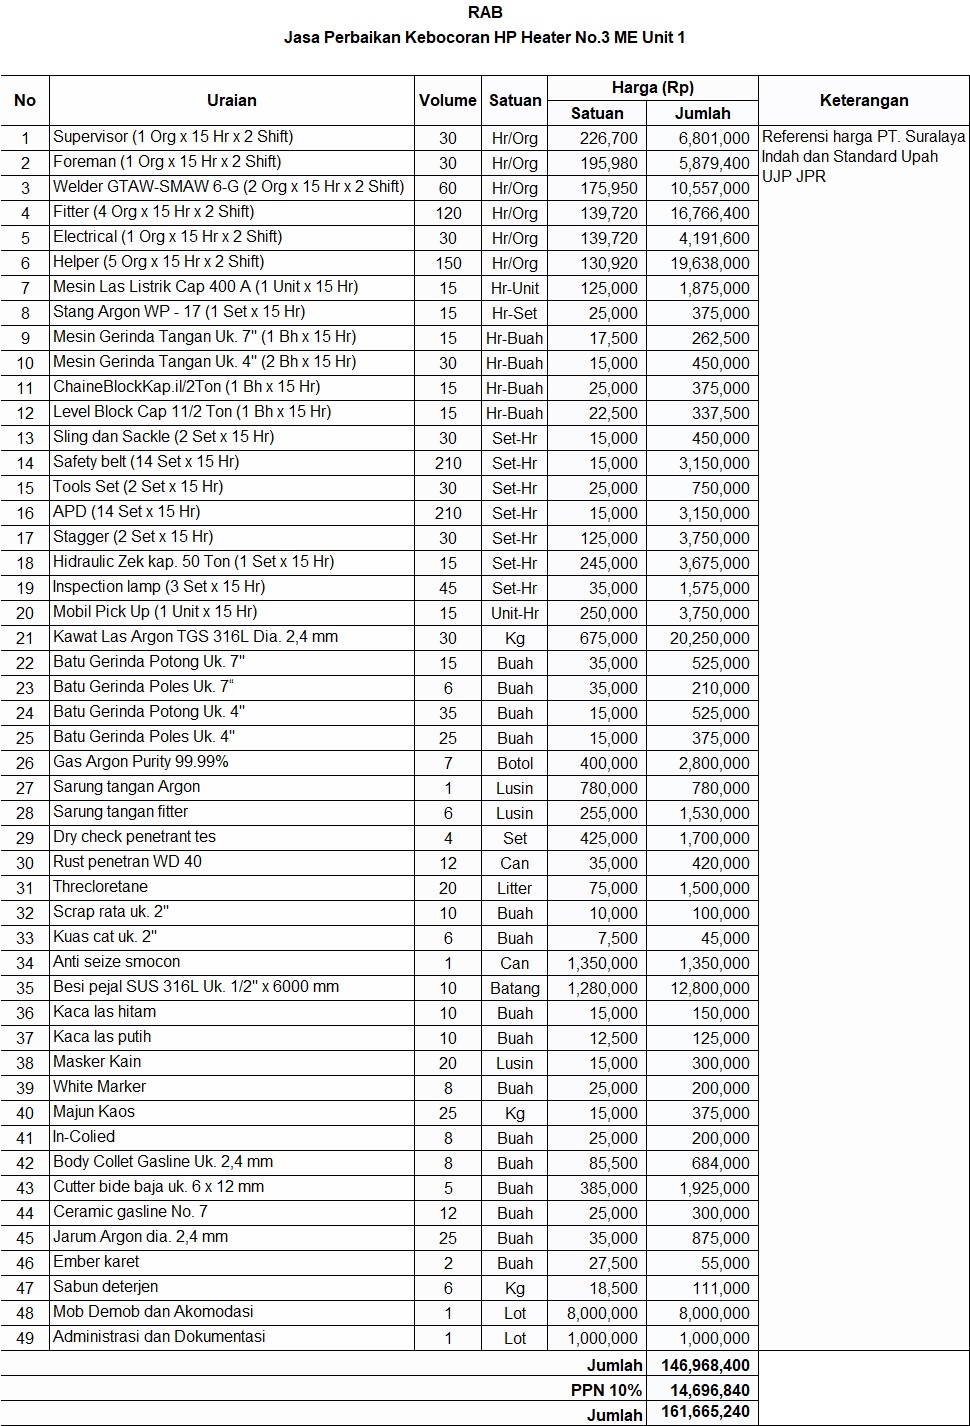 RAB
Jasa Perbaikan Kebocoran HP Heater No.3 ME Unit 1
No Uraian Volume Satuan Harga (Rp) Keterangan
Satuan Jumlah
1 Supervisor (1 Org x 15 Hr x 2 Shift) 30 Hr/Org 226,700 6,801,000 Referensi harga PT. Suralaya
Indah dan Standard Upah
UJP JPR
2 Foreman (1 Org x 15 Hr x 2 Shift) 30 Hr/Org 195,980 5,879,400
3 Welder GTAW-SMAW 6-G (2 Org x 15 Hr x 2 Shift) 60 Hr/Org 175,950 10,557,000
4 Fitter (4 Org x 15 Hr x 2 Shift) 120 Hr/Org 139,720 16,766,400
5 Electrical (1 Org x 15 Hr x 2 Shift) 30 Hr/Org 139,720 4,191,600
6 Helper (5 Org x 15 Hr x 2 Shift) 150 Hr/Org 130,920 19,638,000
7 Mesin Las Listrik Cap 400 A (1 Unit x 15 Hr) 15 Hr-Unit 125,000 1,875,000
8 Stang Argon WP - 17 (1 Set x 15 Hr) 15 Hr-Set 25,000 375,000
9 Mesin Gerinda Tangan Uk. 7" (1 Bh x 15 Hr) 15 Hr-Buah 17,500 262,500
10 Mesin Gerinda Tangan Uk. 4" (2 Bh x 15 Hr) 30 Hr-Buah 15,000 450,000
11 ChaineBlockKap.il/2Ton (1 Bh x 15 Hr) 15 Hr-Buah 25,000 375,000
12 Level Block Cap 11/2 Ton (1 Bh x 15 Hr) 15 Hr-Buah 22,500 337,500
13 Sling dan Sackle (2 Set x 15 Hr) 30 Set-Hr 15,000 450,000
14 Safety belt (14 Set x 15 Hr) 210 Set-Hr 15,000 3,150,000
15 Tools Set (2 Set x 15 Hr) 30 Set-Hr 25,000 750,000
16 APD (14 Set x 15 Hr) 210 Set-Hr 15,000 3,150,000
17 Stagger (2 Set x 15 Hr) 30 Set-Hr 125,000 3,750,000
18 Hidraulic Zek kap. 50 Ton (1 Set x 15 Hr) 15 Set-Hr 245,000 3,675,000
19 Inspection lamp (3 Set x 15 Hr) 45 Set-Hr 35,000 1,575,000
20 Mobil Pick Up (1 Unit x 15 Hr) 15 Unit-Hr 250,000 3,750,000
21 Kawat Las Argon TGS 316L Dia. 2,4 mm 30 Kg 675,000 20,250,000
22 Batu Gerinda Potong Uk. 7" 15 Buah 35,000 525,000
23 Batu Gerinda Poles Uk. 7“ 6 Buah 35,000 210,000
24 Batu Gerinda Potong Uk. 4" 35 Buah 15,000 525,000
25 Batu Gerinda Poles Uk. 4" 25 Buah 15,000 375,000
26 Gas Argon Purity 99.99% 7 Botol 400,000 2,800,000
27 Sarung tangan Argon 1 Lusin 780,000 780,000
28 Sarung tangan fitter 6 Lusin 255,000 1,530,000
29 Dry check penetrant tes 4 Set 425,000 1,700,000
30 Rust penetran WD 40 12 Can 35,000 420,000
31 Threcloretane 20 Litter 75,000 1,500,000
32 Scrap rata uk. 2" 10 Buah 10,000 100,000
33 Kuas cat uk. 2" 6 Buah 7,500 45,000
34 Anti seize smocon 1 Can 1,350,000 1,350,000
35 Besi pejal SUS 316L Uk. 1/2" x 6000 mm 10 Batang 1,280,000 12,800,000
36 Kaca las hitam 10 Buah 15,000 150,000
37 Kaca las putih 10 Buah 12,500 125,000
38 Masker Kain 20 Lusin 15,000 300,000
39 White Marker 8 Buah 25,000 200,000
40 Majun Kaos 25 Kg 15,000 375,000
41 In-Colied 8 Buah 25,000 200,000
42 Body Collet Gasline Uk. 2,4 mm 8 Buah 85,500 684,000
43 Cutter bide baja uk. 6 x 12 mm 5 Buah 385,000 1,925,000
44 Ceramic gasline No. 7 12 Buah 25,000 300,000
45 Jarum Argon dia. 2,4 mm 25 Buah 35,000 875,000
46 Ember karet 2 Buah 27,500 55,000
47 Sabun deterjen 6 Kg 18,500 111,000
48 Mob Demob dan Akomodasi 1 Lot 8,000,000 8,000,000
49 Administrasi dan Dokumentasi 1 Lot 1,000,000 1,000,000
Jumlah 146,968,400
PPN 10% 14,696,840
Jumlah 161,665,240